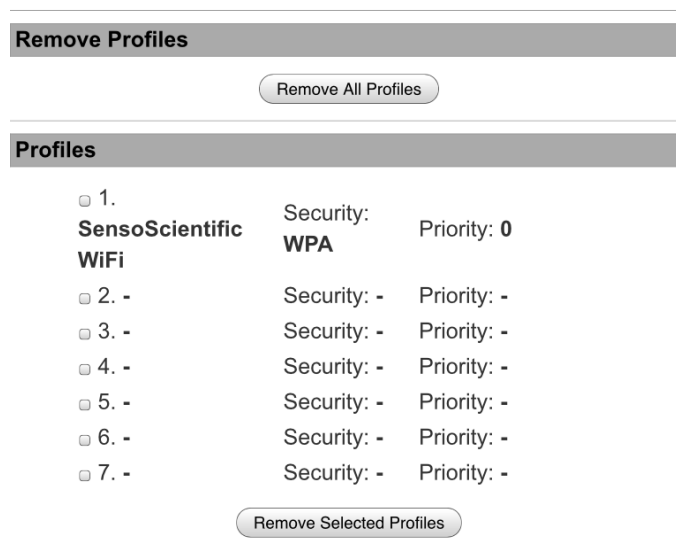 Remove Profiles
Remove All Profiles
Profiles
1.
SensoScientific
WiFi
Security:
WPA
Priority: 0
2. - Security: - Priority: -
3. - Security: - Priority: -
4. - Security: - Priority: -
5. - Security: - Priority: -
6. - Security: - Priority: -
7. - Security: - Priority: -
Remove Selected Profiles